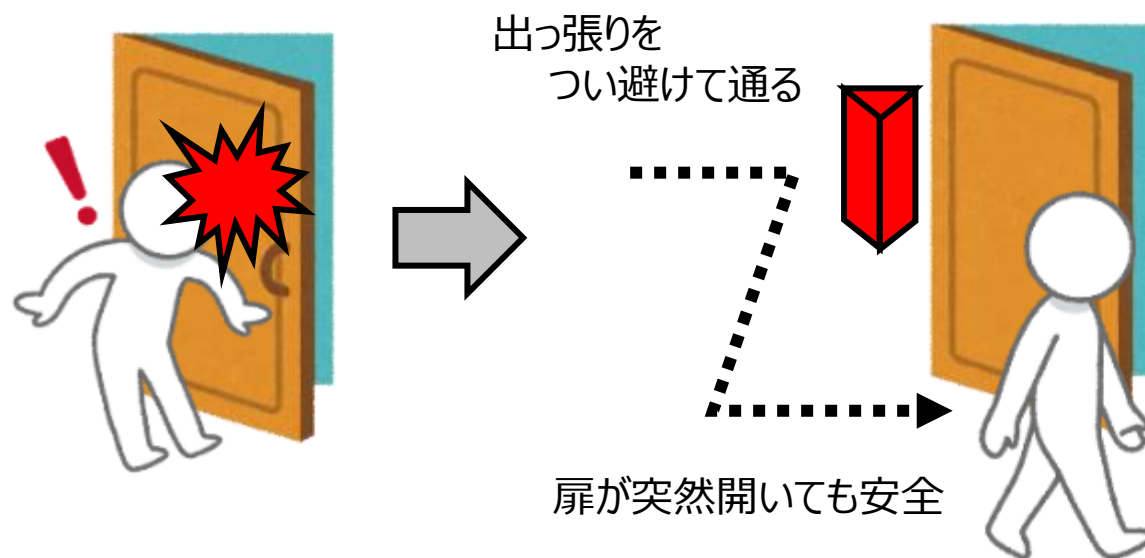 出っ張りを
つい避けて通る
扉が突然開いても安全